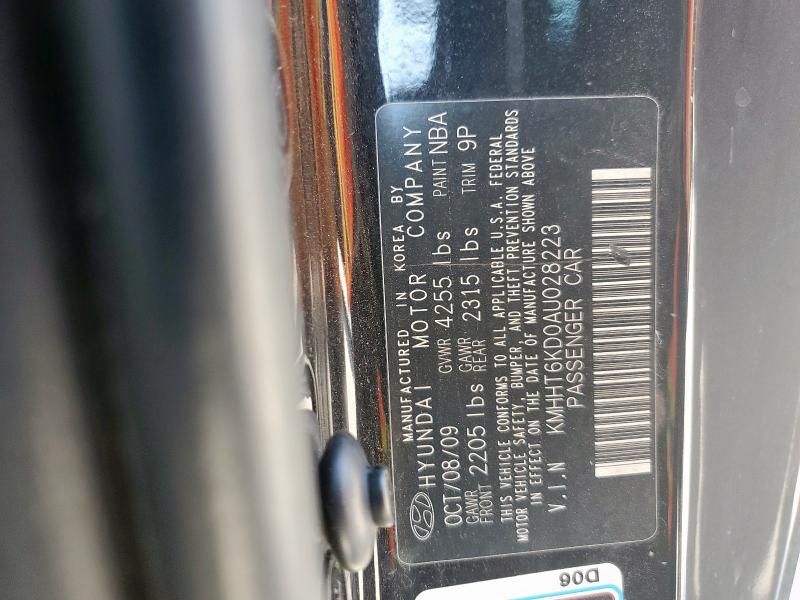 MANUFACTURED IN KOREA BY
HYUNDAI MOTOR COMPANY
OCT/08/09 GVWR 4255 lbs PAINT NBA
GAWR FRONT 2205 lbs GAWR REAR 2315 lbs TRIM 9P
THIS VEHICLE CONFORMS TO ALL APPLICABLE U.S.A. FEDERAL
MOTOR VEHICLE SAFETY, BUMPER, AND THEFT PREVENTION STANDARDS
IN EFFECT ON THE DATE OF MANUFACTURE SHOWN ABOVE
V.I.N KMHHT6KD0AU028223
PASSENGER CAR
D06